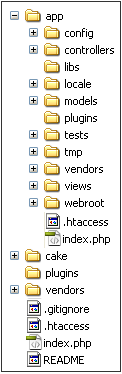 app
config
controllers
libs
locale
models
plugins
tests
tmp
vendors
views
webroot
.htaccess
index.php
cake
plugins
vendors
.gitignore
.htaccess
index.php
README